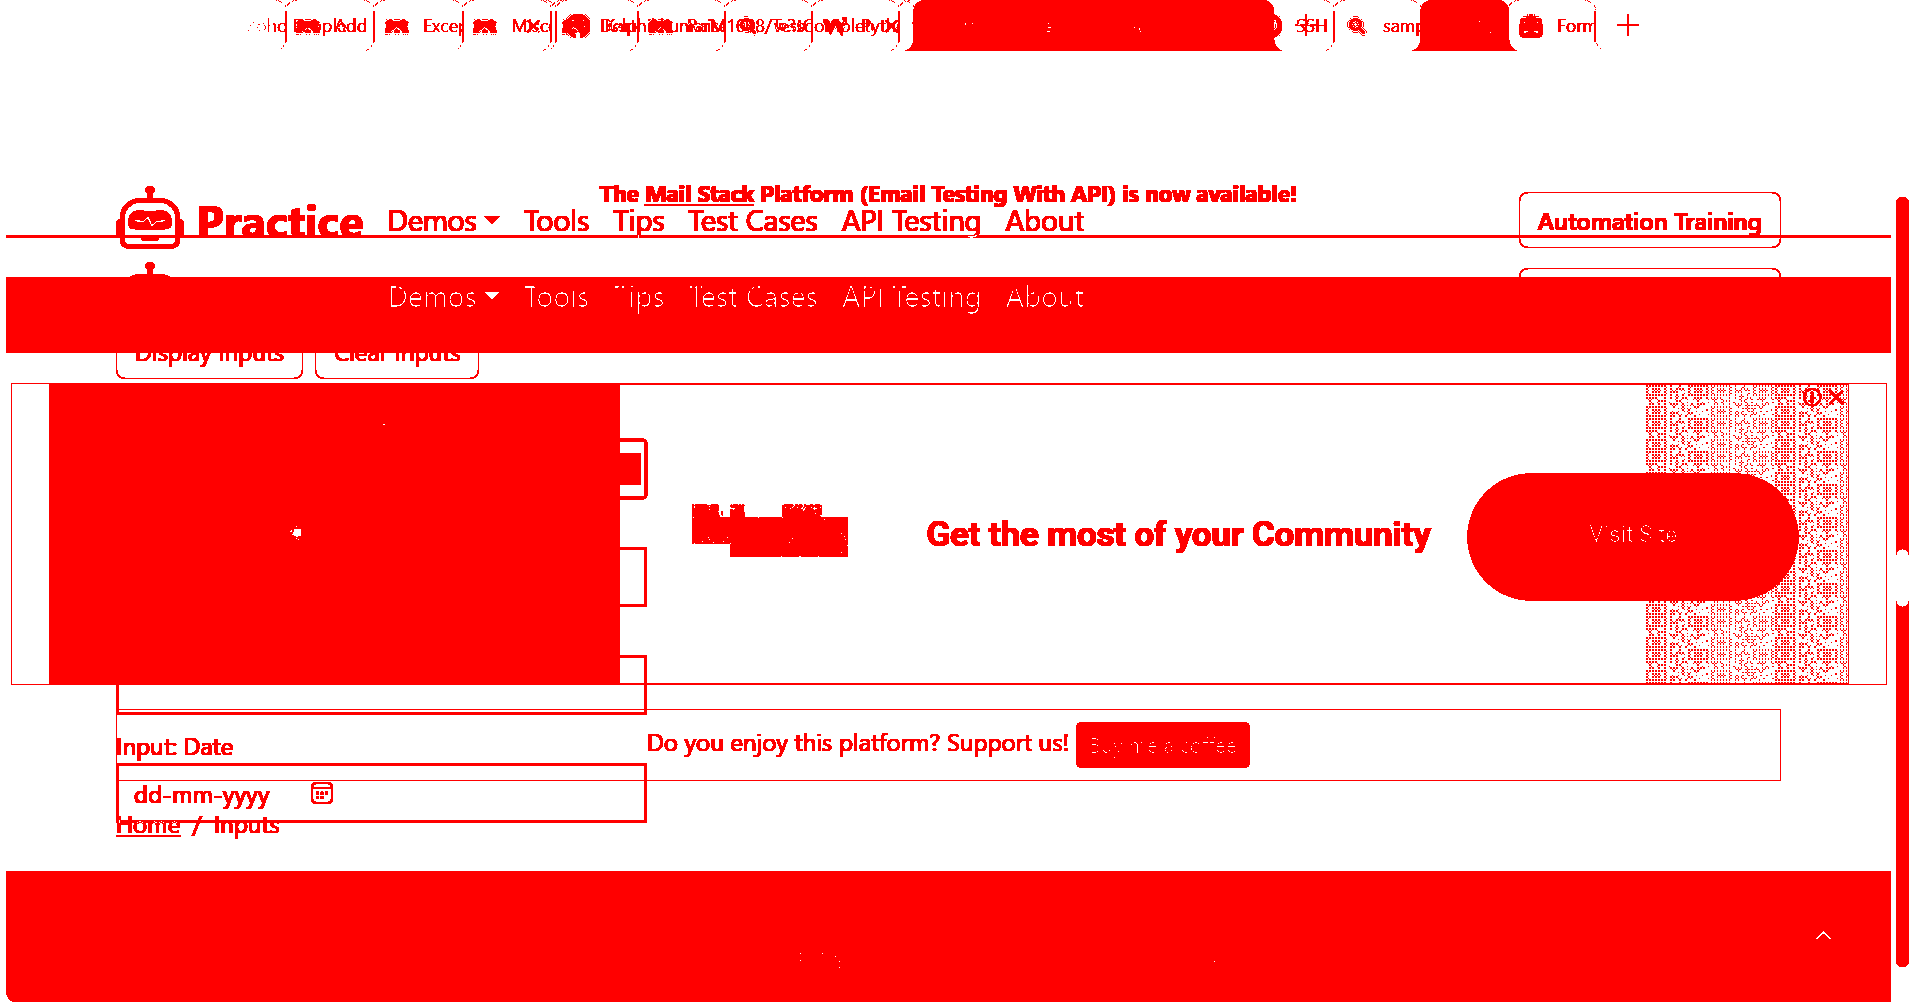 Add
Excep
SSH
samp
Form
The Mail Stack Platform (Email Testing With API) is now available!
Practice
Demos Tools Tips Test Cases API Testing About
Automation Training
Demos Tools Tips Test Cases API Testing About
Display Inputs Clear Inputs
Get the most of your Community
Visit Site
Do you enjoy this platform? Support us! Buy me a coffee
Input: Date
dd-mm-yyyy
Home / Inputs